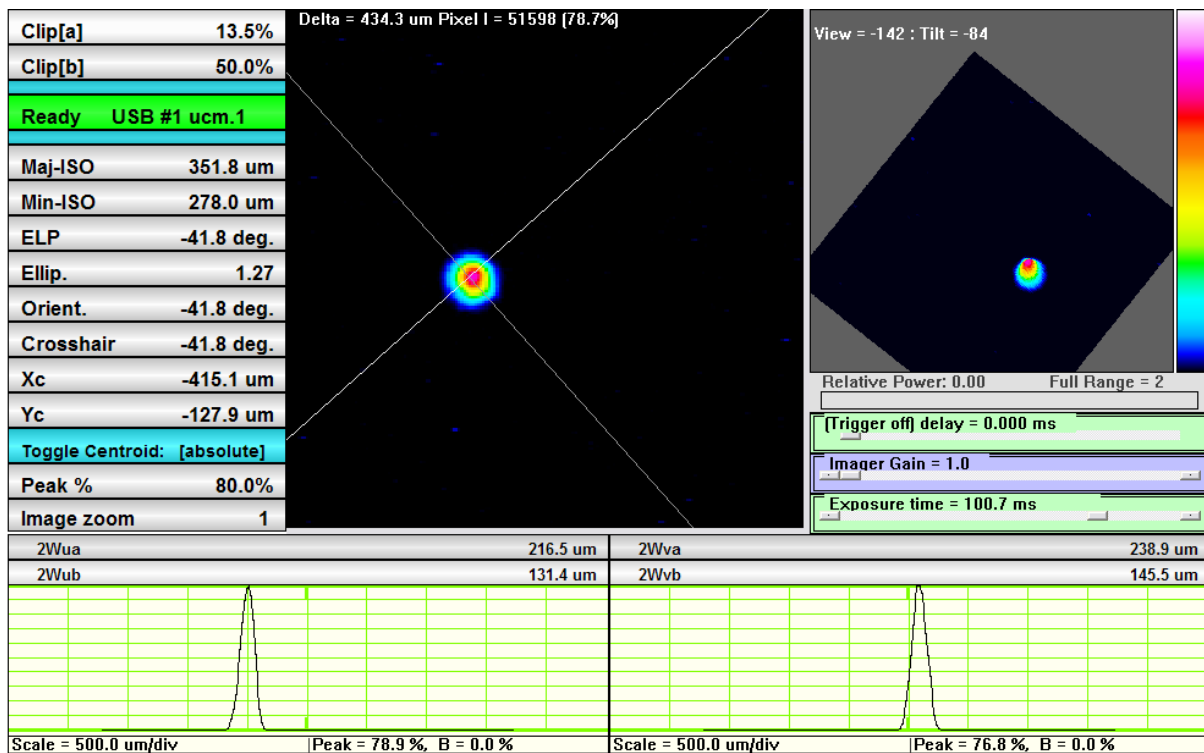 Clip[a] 13.5%
Clip[b] 50.0%
Ready USB #1 ucm.1
Maj-ISO 351.8 um
Min-ISO 278.0 um
ELP -41.8 deg.
Ellip. 1.27
Orient. -41.8 deg.
Crosshair -41.8 deg.
Xc -415.1 um
Yc -127.9 um
Toggle Centroid: [absolute]
Peak % 80.0%
Image zoom 1
Delta = 434.3 um Pixel I = 51598 (78.7%)
View = -142 : Tilt = -84
Relative Power: 0.00 Full Range = 2
(Trigger off) delay = 0.000 ms
Imager Gain = 1.0
Exposure time = 100.7 ms
2Wua 216.5 um
2Wub 131.4 um
Scale = 500.0 um/div Peak = 78.9 %, B = 0.0 %
2Wva 238.9 um
2Wvb 145.5 um
Scale = 500.0 um/div Peak = 76.8 %, B = 0.0 %